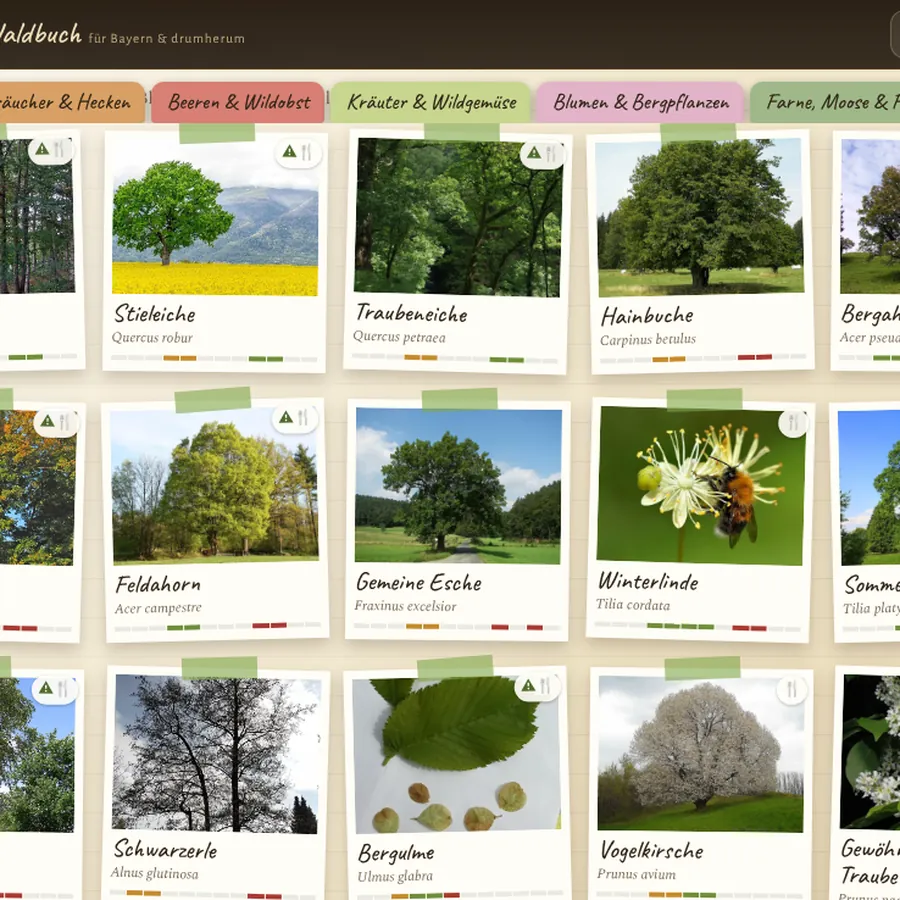 Waldbuch für Bayern & drumherum
räucher & Hecken
Beeren & Wildobst
Kräuter & Wildgemüse
Blumen & Bergpflanzen
Farne, Moose & F
Stieleiche
Quercus robur
Traubeneiche
Quercus petraea
Hainbuche
Carpinus betulus
Bergah
Acer pseud
Feldahorn
Acer campestre
Gemeine Esche
Fraxinus excelsior
Winterlinde
Tilia cordata
Somme
Tilia platy
Schwarzerle
Alnus glutinosa
Bergulme
Ulmus glabra
Vogelkirsche
Prunus avium
Gewöhn
Traube